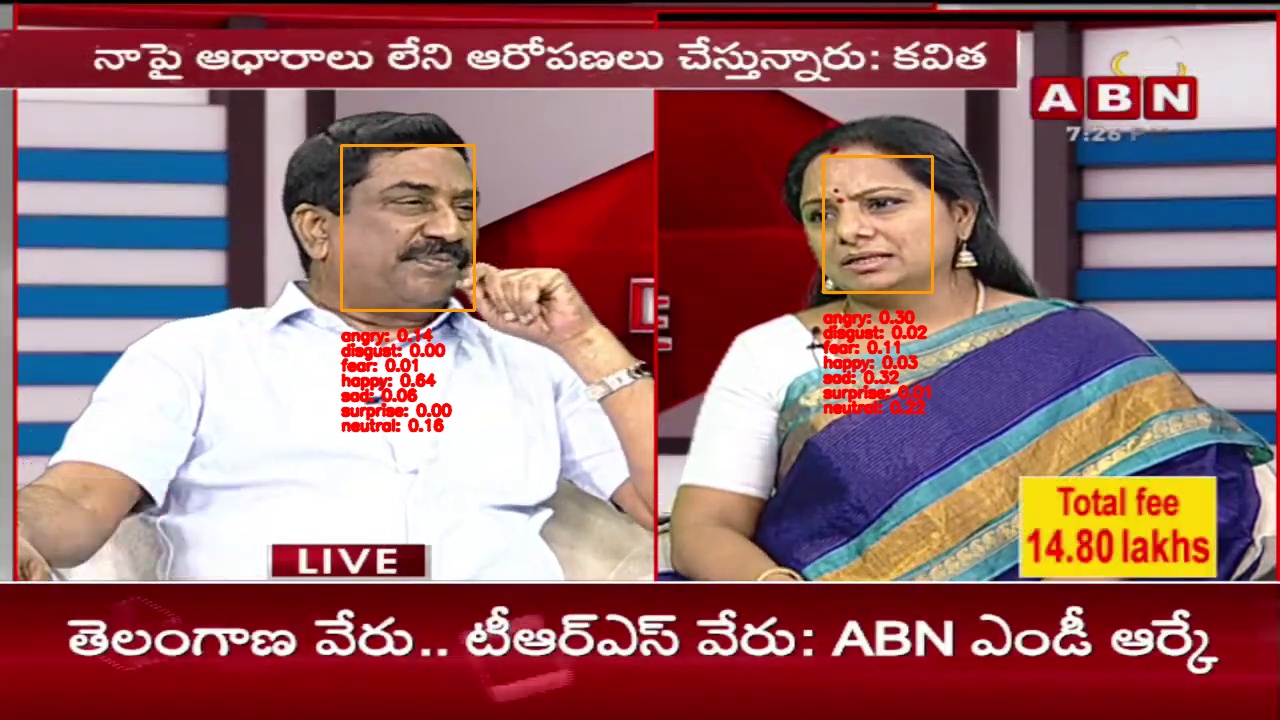 నాపై ఆధారాలు లేని ఆరోపణలు చేస్తున్నారు: కవిత
ABN
7:26
angry: 0.14
disgust: 0.00
fear: 0.01
happy: 0.64
sad: 0.06
surprise: 0.00
neutral: 0.16
angry: 0.30
disgust: 0.02
fear: 0.11
happy: 0.03
sad: 0.32
surprise: 0.01
neutral: 0.22
Total fee
14.80 lakhs
LIVE
తెలంగాణ వేరు.. టీఆర్ఎస్ వేరు: ABN ఎండీ ఆర్కే